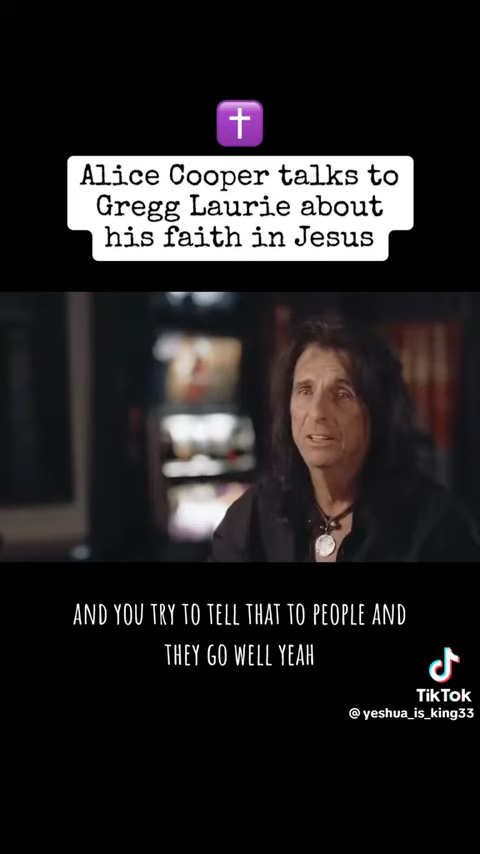 Alice Cooper talks to
Gregg Laurie about
his faith in Jesus
AND YOU TRY TO TELL THAT TO PEOPLE AND
THEY GO WELL YEAH
TikTok
@ yeshua_is_king33